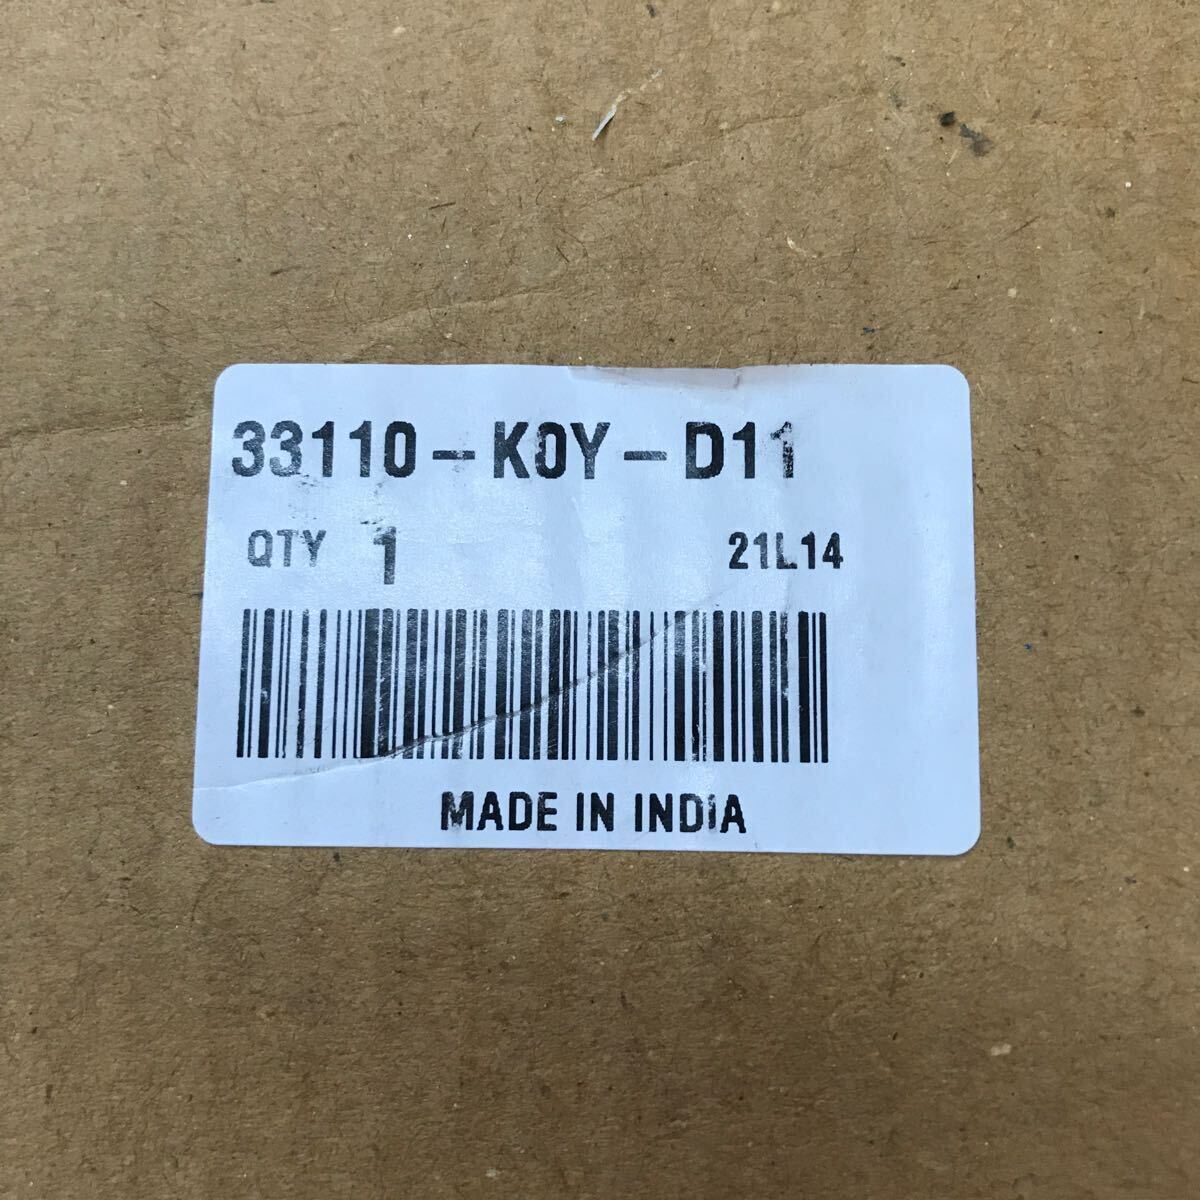 33110-K0Y-D11
QTY 1 21L14
MADE IN INDIA